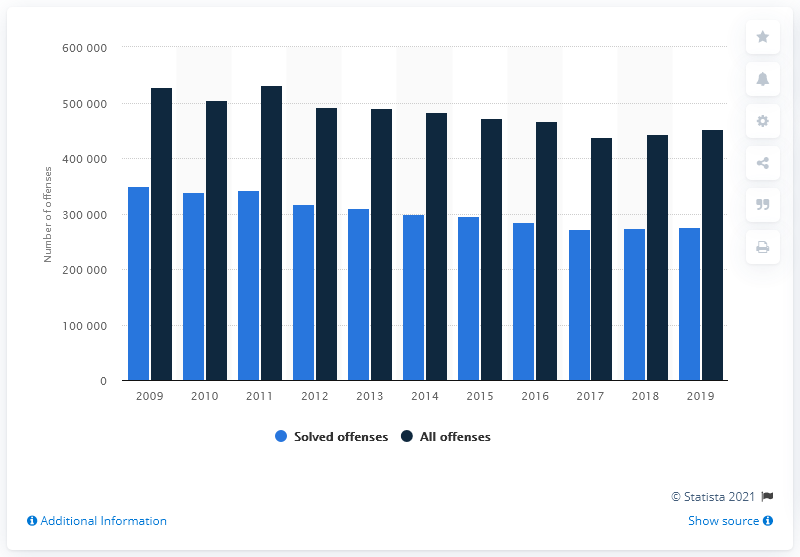 600 000
500 000
400 000
300 000
200 000
100 000
0
Number of offenses
2009 2010 2011 2012 2013 2014 2015 2016 2017 2018 2019
Solved offenses All offenses
© Statista 2021
Additional Information Show source